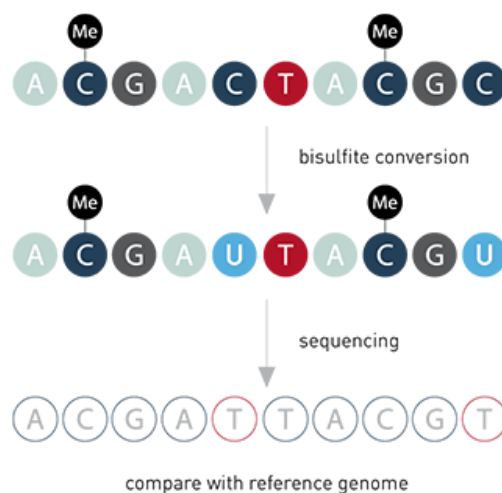 Me Me
A C G A C T A C G C
bisulfite conversion
Me Me
A C G A U T A C G U
sequencing
A C G A T T A C G T
compare with reference genome